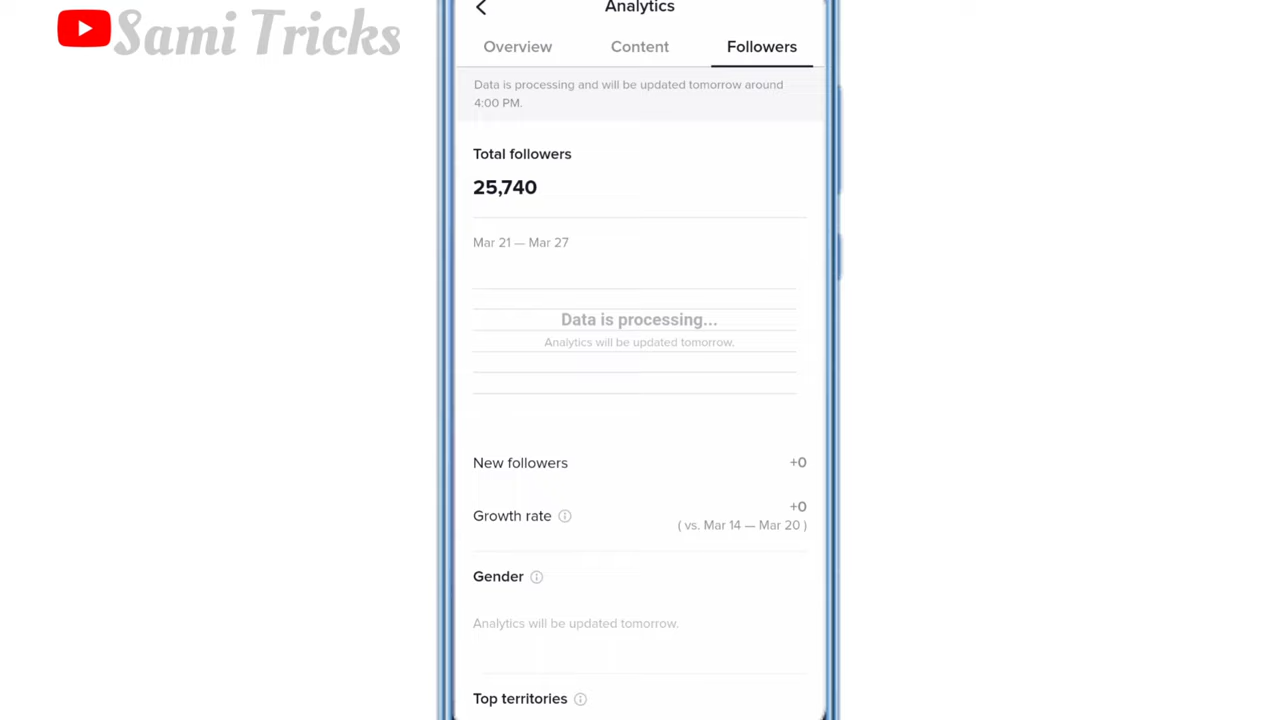 Sami Tricks
Analytics
Overview
Content
Followers
Data is processing and will be updated tomorrow around
4:00 PM.
Total followers
25,740
Mar 21 — Mar 27
Data is processing...
Analytics will be updated tomorrow.
New followers
+0
Growth rate
+0
( vs. Mar 14 — Mar 20 )
Gender
Analytics will be updated tomorrow.
Top territories